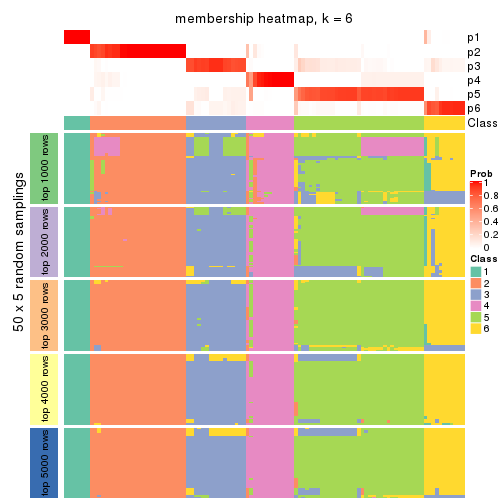 membership heatmap, k = 6
p1
p2
p3
p4
p5
p6
Class
50 x 5 random samplings
top 1000 rows
top 2000 rows
top 3000 rows
top 4000 rows
top 5000 rows
Prob
1
0.8
0.6
0.4
0.2
0
Class
1
2
3
4
5
6